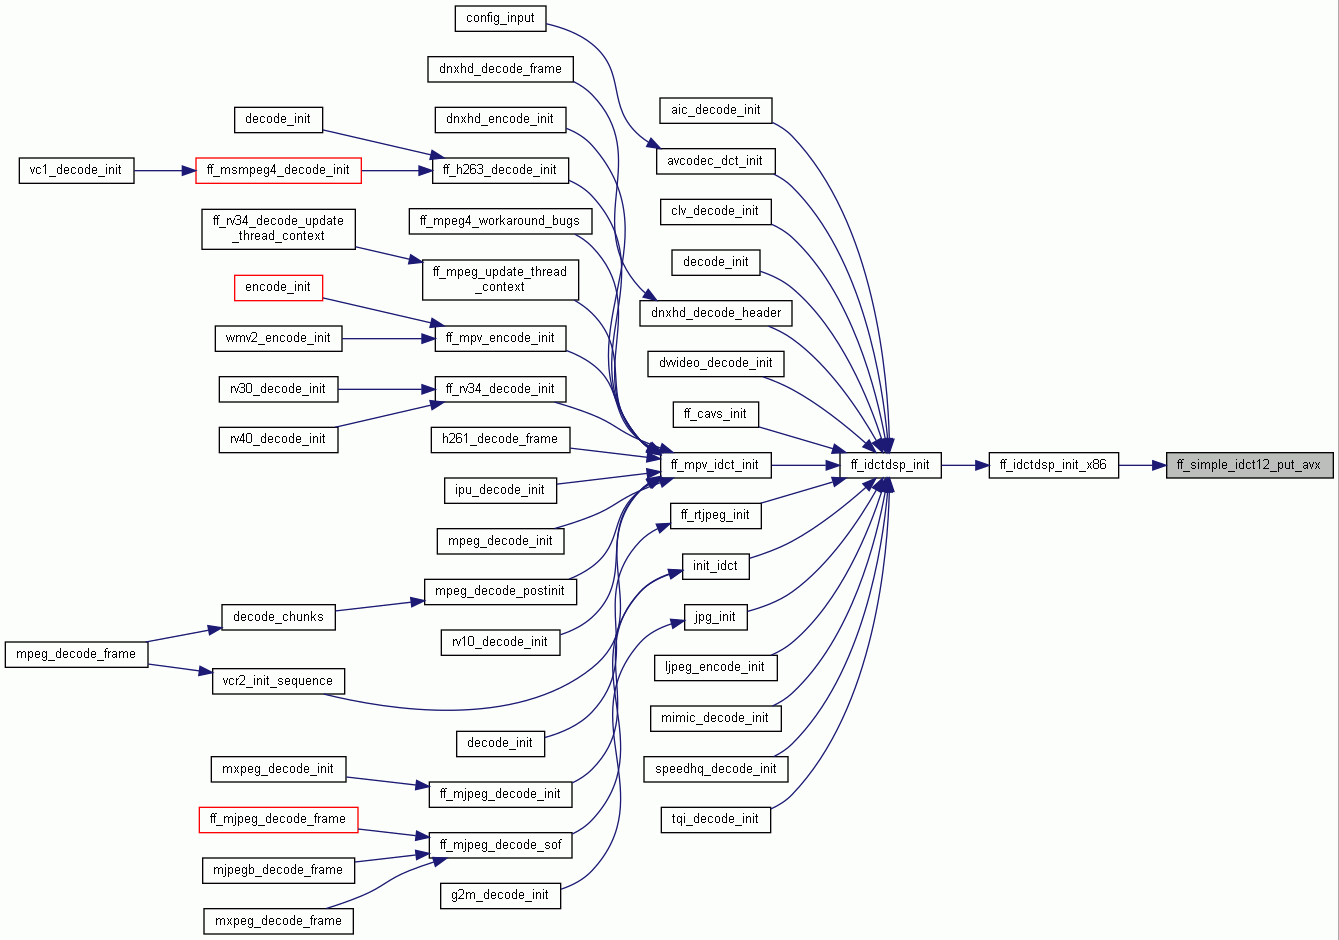 config_input
dnxhd_decode_frame
aic_decode_init
decode_init
dnxhd_encode_init
avcodec_dct_init
vc1_decode_init
ff_msmpeg4_decode_init
ff_h263_decode_init
clv_decode_init
ff_rv34_decode_update
_thread_context
ff_mpeg4_workaround_bugs
decode_init
ff_mpeg_update_thread
_context
encode_init
dnxhd_decode_header
wmv2_encode_init
ff_mpv_encode_init
dvvideo_decode_init
rv30_decode_init
ff_rv34_decode_init
ff_cavs_init
rv40_decode_init
h261_decode_frame
ff_mpv_idct_init
ff_idctdsp_init
ff_idctdsp_init_x86
ff_simple_idct12_put_avx
ipu_decode_init
ff_rtjpeg_init
mpeg_decode_init
init_idct
mpeg_decode_postinit
decode_chunks
jpg_init
rv10_decode_init
mpeg_decode_frame
ljpeg_encode_init
vcr2_init_sequence
mimic_decode_init
decode_init
mxpeg_decode_init
speedhq_decode_init
ff_mjpeg_decode_init
ff_mjpeg_decode_frame
tqi_decode_init
ff_mjpeg_decode_sof
mjpegb_decode_frame
g2m_decode_init
mxpeg_decode_frame